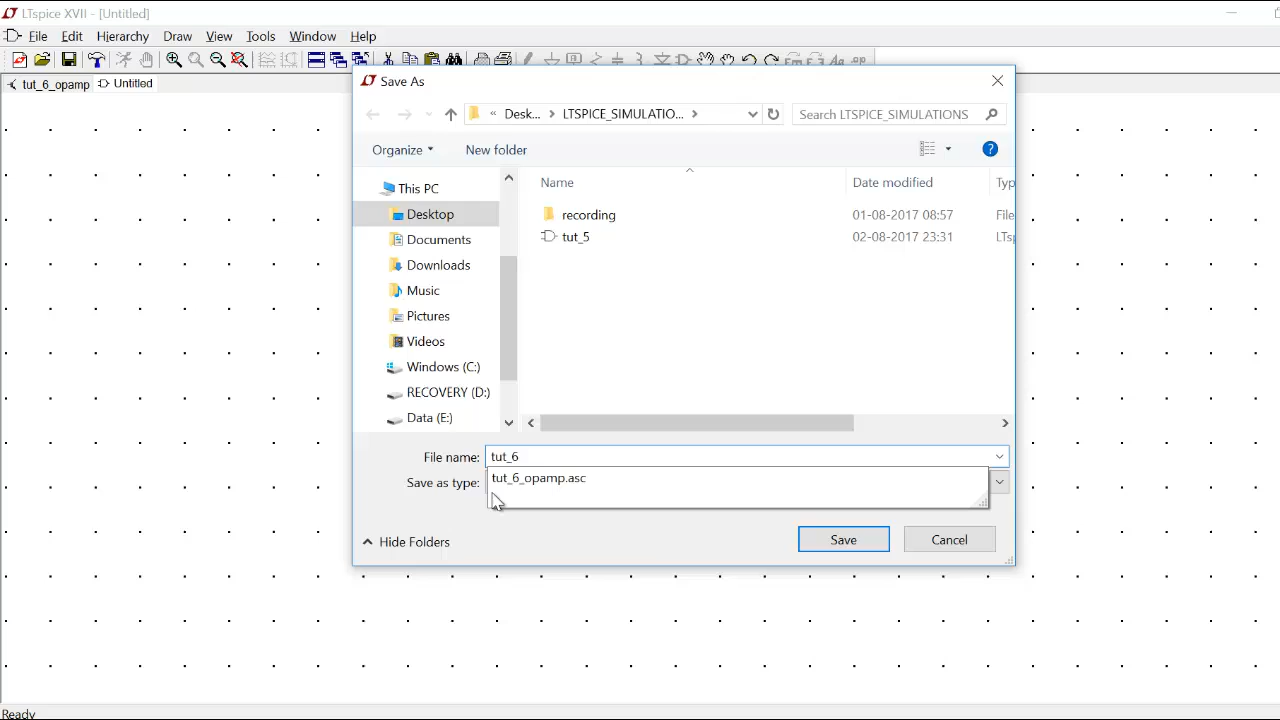 LTspice XVII - [Untitled]
File Edit Hierarchy Draw View Tools Window Help
tut_6_opamp Untitled
Save As
« Desk... > LTSPICE_SIMULATIO... >
Search LTSPICE_SIMULATIONS
Organize New folder
This PC
Desktop
Documents
Downloads
Music
Pictures
Videos
Windows (C:)
RECOVERY (D:)
Data (E:)
Name Date modified Typ
recording 01-08-2017 08:57 File
tut_5 02-08-2017 23:31 LTsp
File name: tut_6
tut_6_opamp.asc
Save as type:
Hide Folders
Save Cancel
Ready